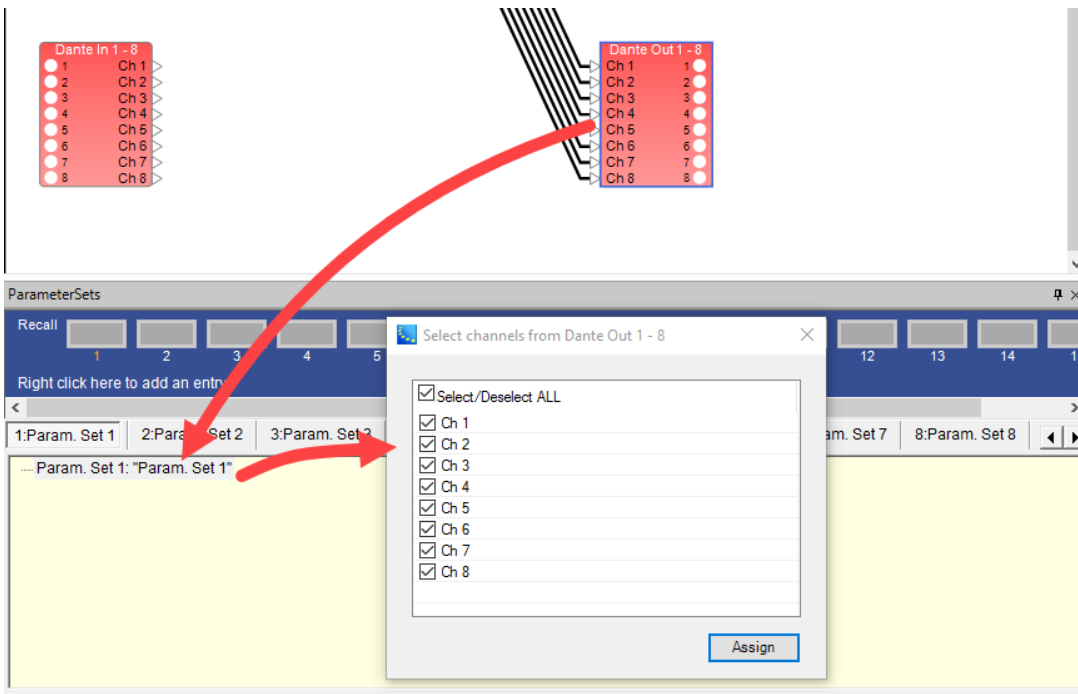 Dante In 1 - 8
1 Ch 1
2 Ch 2
3 Ch 3
4 Ch 4
5 Ch 5
6 Ch 6
7 Ch 7
8 Ch 8
Dante Out 1 - 8
Ch 1 1
Ch 2 2
Ch 3 3
Ch 4 4
Ch 5 5
Ch 6 6
Ch 7 7
Ch 8 8
ParameterSets
Recall
1 2 3 4 5 12 13 14
Right click here to add an entry
1:Param. Set 1 2:Param. Set 2 3:Param. Set 3 Set 7 8:Param. Set 8
Param. Set 1: "Param. Set 1"
Select channels from Dante Out 1 - 8
Select/Deselect ALL
Ch 1
Ch 2
Ch 3
Ch 4
Ch 5
Ch 6
Ch 7
Ch 8
Assign